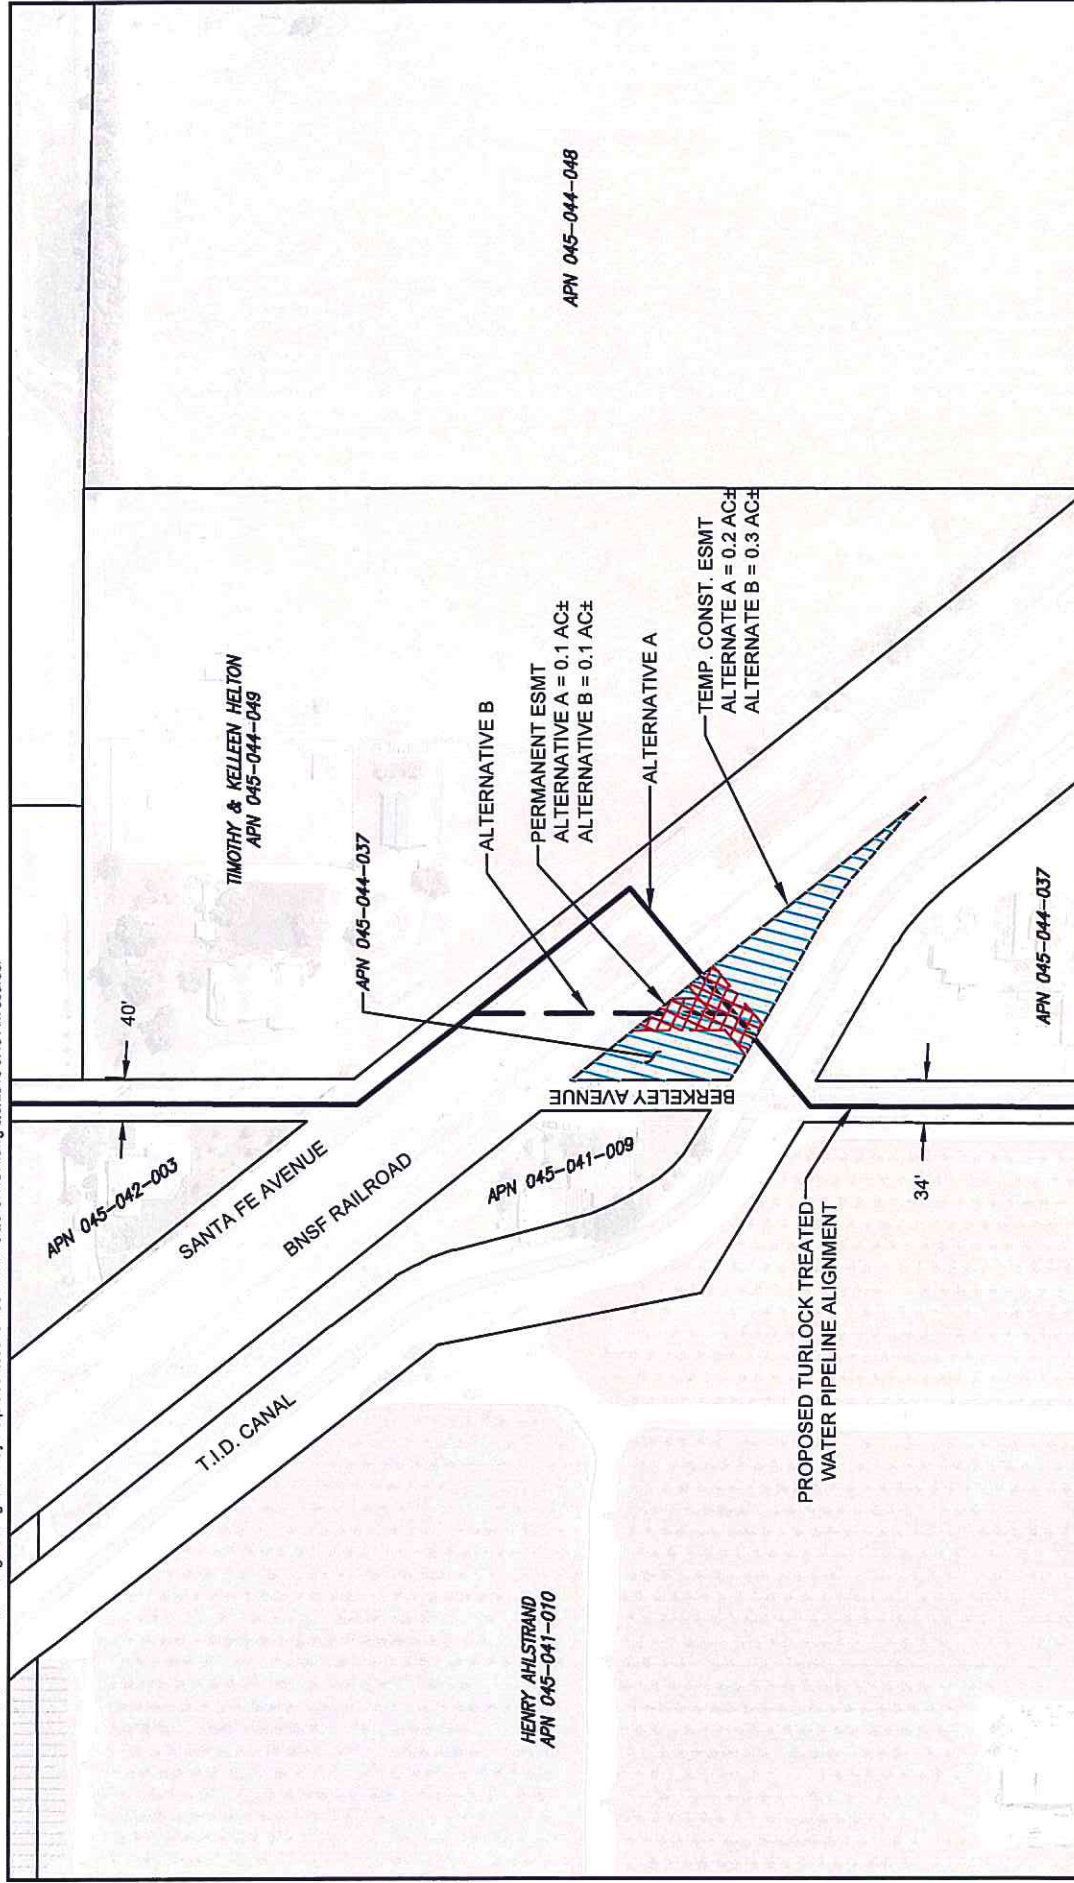 APN 045-044-048
TIMOTHY & KELLEEN HELTON
APN 045-044-049
APN 045-044-037
ALTERNATIVE B
PERMANENT ESMT
ALTERNATIVE A = 0.1 AC±
ALTERNATIVE B = 0.1 AC±
ALTERNATIVE A
TEMP. CONST. ESMT
ALTERNATE A = 0.2 AC±
ALTERNATE B = 0.3 AC±
40'
APN 045-042-003
SANTA FE AVENUE
BNSF RAILROAD
BERKELEY AVENUE
APN 045-041-009
T.I.D. CANAL
APN 045-044-037
34'
PROPOSED TURLOCK TREATED
WATER PIPELINE ALIGNMENT
HENRY AHLSTRAND
APN 045-041-010